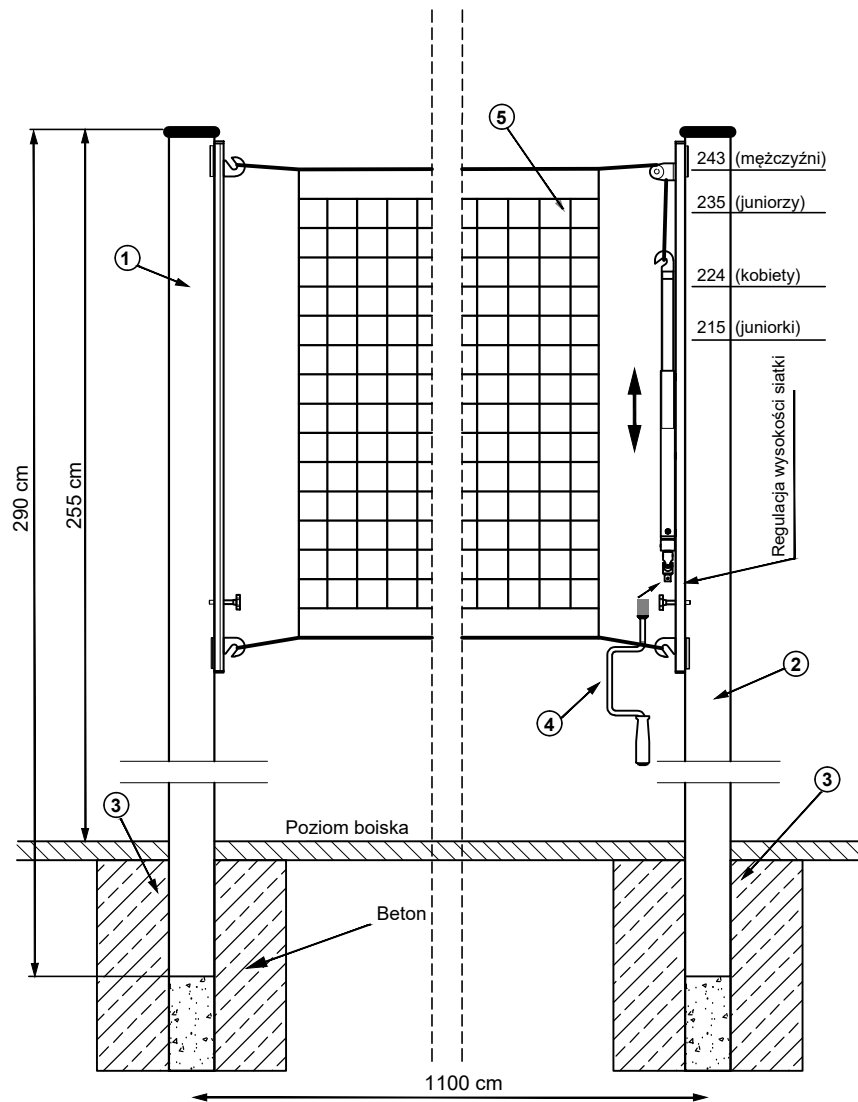 5
243 (mężczyźni)
235 (juniorzy)
1
224 (kobiety)
215 (juniorki)
290 cm
255 cm
Regulacja wysokości siatki
2
4
3
3
Poziom boiska
Beton
1100 cm